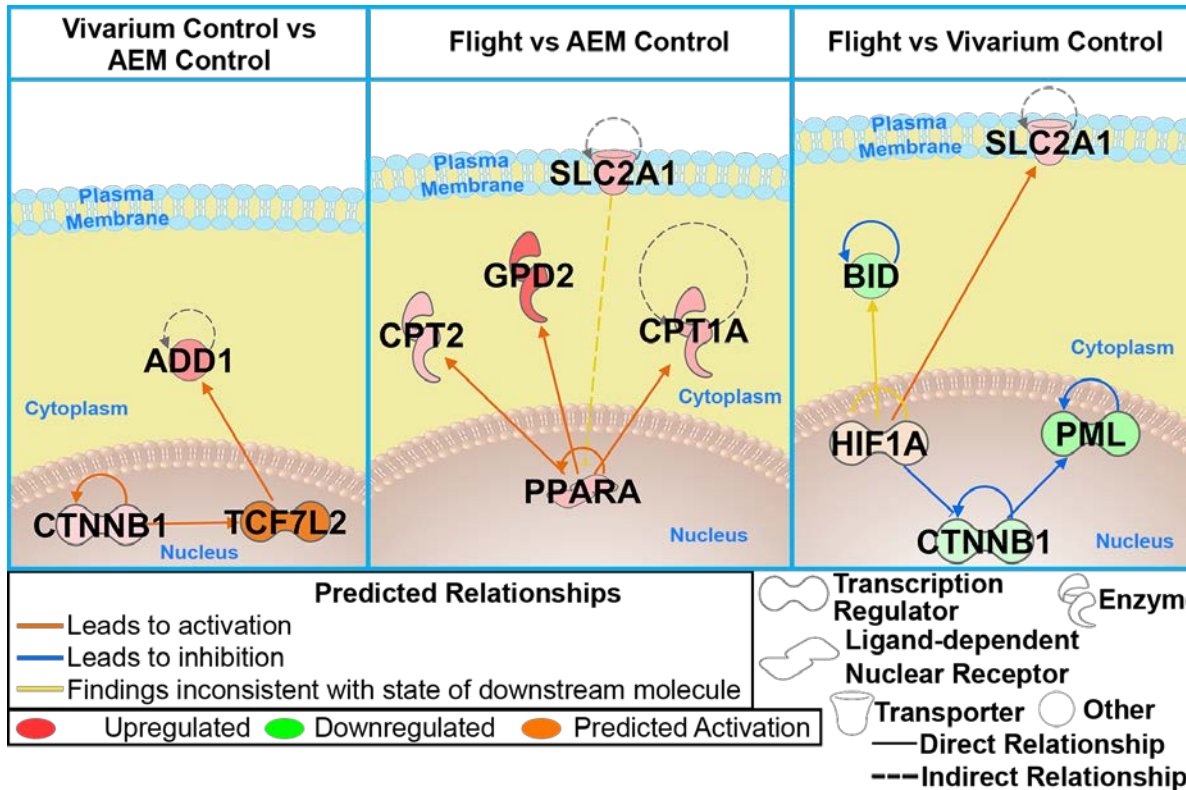 Vivarium Control vs
AEM Control
Flight vs AEM Control
Flight vs Vivarium Control
Plasma
Membrane
ADD1
Cytoplasm
CTNNB1
TCF7L2
Nucleus
Plasma
Membrane
SLC2A1
GPD2
CPT2
CPT1A
Cytoplasm
PPARA
Nucleus
Plasma
Membrane
SLC2A1
BID
Cytoplasm
HIF1A
PML
CTNNB1
Nucleus
Predicted Relationships
Leads to activation
Leads to inhibition
Findings inconsistent with state of downstream molecule
Upregulated
Downregulated
Predicted Activation
Transcription
Regulator
Enzyme
Ligand-dependent
Nuclear Receptor
Transporter
Other
Direct Relationship
Indirect Relationship